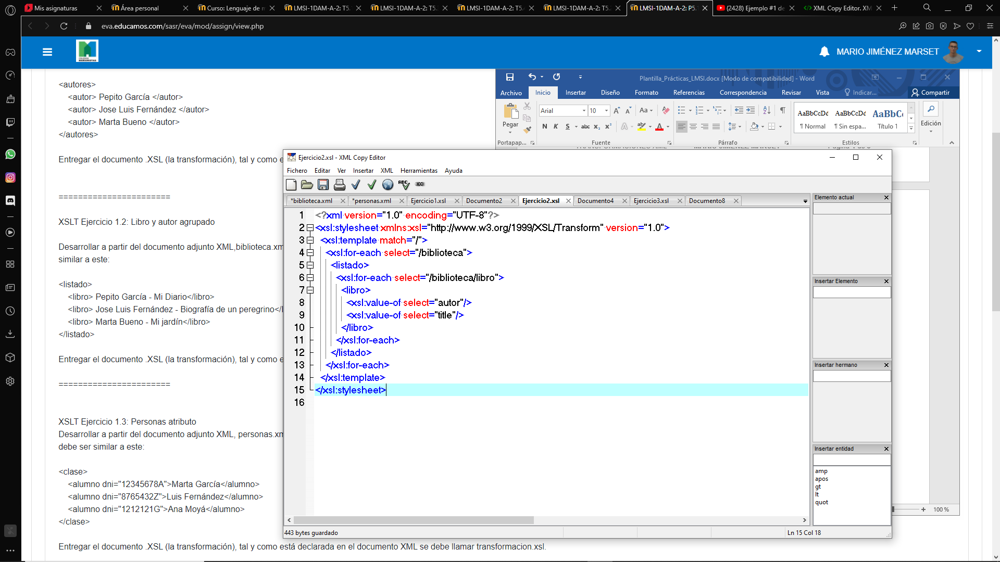 Mis asignaturas
Área personal
Curso: Lenguaje de m
LMSI-1DAM-A-2: T5.
LMSI-1DAM-A-2: T5.
LMSI-1DAM-A-2: T5.
LMSI-1DAM-A-2: T5.
LMSI-1DAM-A-2: P5.
(2428) Ejemplo #1 de
XML Copy Editor. XM
eva.educamos.com/sasr/eva/mod/assign/view.php
MARIO JIMÉNEZ MARSET
<autores>
<autor> Pepito García </autor>
<autor> Jose Luis Fernández </autor>
<autor> Marta Bueno </autor>
</autores>
Entregar el documento .XSL (la transformación), tal y como e
=======================
XSLT Ejercicio 1.2: Libro y autor agrupado
Desarrollar a partir del documento adjunto XML,biblioteca.xm
similar a este:
<listado>
<libro> Pepito García - Mi Diario</libro>
<libro> Jose Luis Fernández - Biografía de un peregrino</l
<libro> Marta Bueno - Mi jardín</libro>
</listado>
Entregar el documento .XSL (la transformación), tal y como e
=======================
XSLT Ejercicio 1.3: Personas atributo
Desarrollar a partir del documento adjunto XML, personas.xm
debe ser similar a este:
<clase>
<alumno dni="12345678A">Marta García</alumno>
<alumno dni="8765432Z">Luis Fernández</alumno>
<alumno dni="1212121G">Ana Moyá</alumno>
</clase>
Entregar el documento .XSL (la transformación), tal y como está declarada en el documento XML se debe llamar transformacion.xsl.
Plantilla_Prácticas_LMSI.docx [Modo de compatibilidad] - Word
Archivo Inicio Insertar Diseño Formato Referencias Correspondencia Revisar Vista Indicar... Compartir
Pegar
Arial 10
N K S abc x₂ x²
AaBbCcDd AaBbCcDd AaBbC
¶ Normal ¶ Sin espa... Título 1
Edición
Portapap... Fuente Párrafo Estilos
100 %
Ejercicio2.xsl - XML Copy Editor
Fichero Editar Ver Insertar XML Herramientas Ayuda
*biblioteca.xml *personas.xml Ejercicio1.xsl Documento2 Ejercicio2.xsl Documento4 Ejercicio3.xsl Documento8
1 <?xml version="1.0" encoding="UTF-8"?>
2 <xsl:stylesheet xmlns:xsl="http://www.w3.org/1999/XSL/Transform" version="1.0">
3 <xsl:template match="/">
4 <xsl:for-each select="/biblioteca">
5 <listado>
6 <xsl:for-each select="/biblioteca/libro">
7 <libro>
8 <xsl:value-of select="autor"/>
9 <xsl:value-of select="title"/>
10 </libro>
11 </xsl:for-each>
12 </listado>
13 </xsl:for-each>
14 </xsl:template>
15 </xsl:stylesheet>
16
Elemento actual
Insertar Elemento
Insertar hermano
Insertar entidad
amp
apos
gt
lt
quot
443 bytes guardado
Ln 15 Col 18